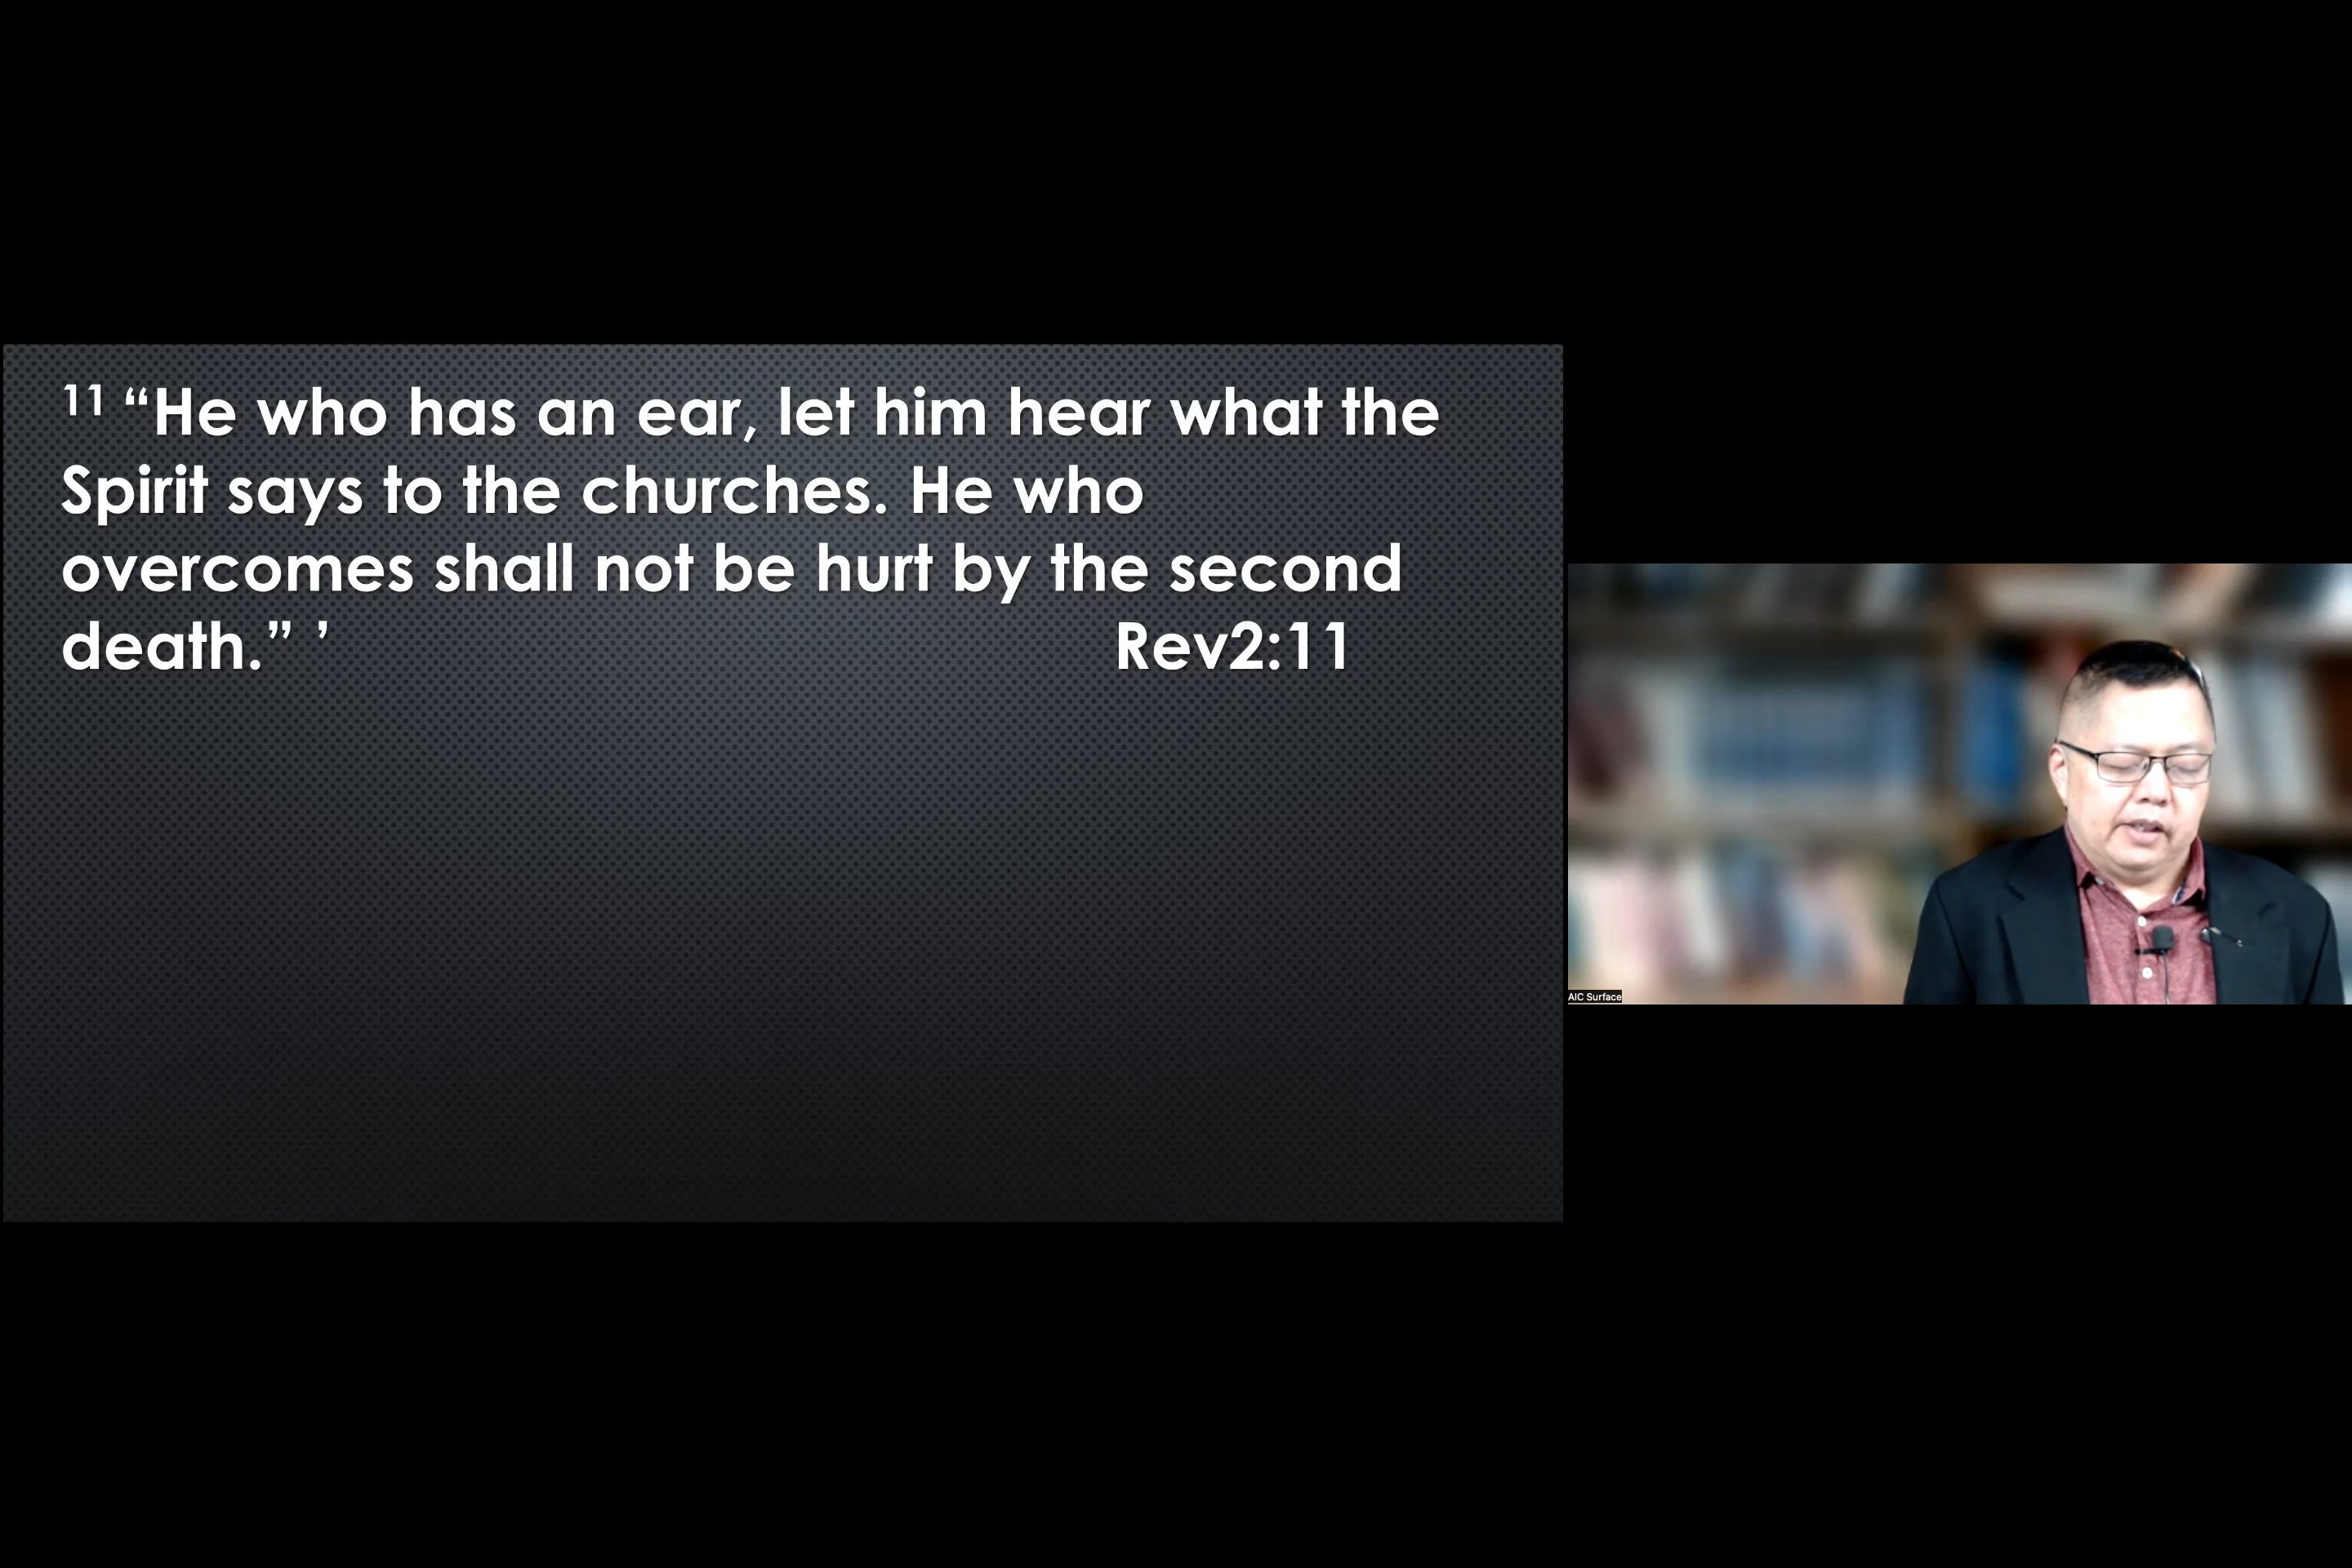 11 “He who has an ear, let him hear what the
Spirit says to the churches. He who
overcomes shall not be hurt by the second
death.” ’ Rev2:11
AIC Surface